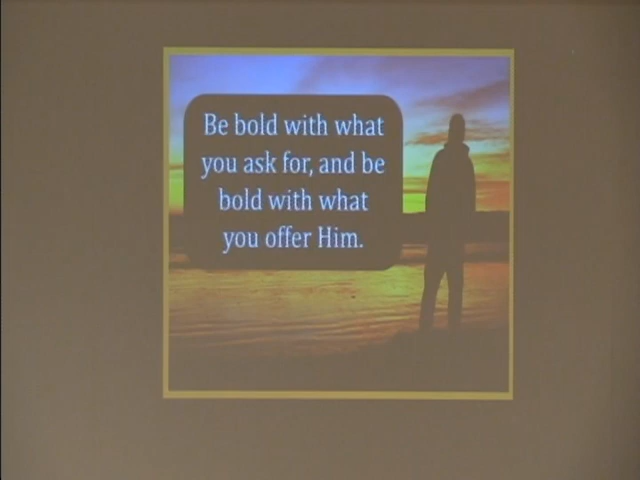 Be bold with what
you ask for, and be
bold with what
you offer Him.